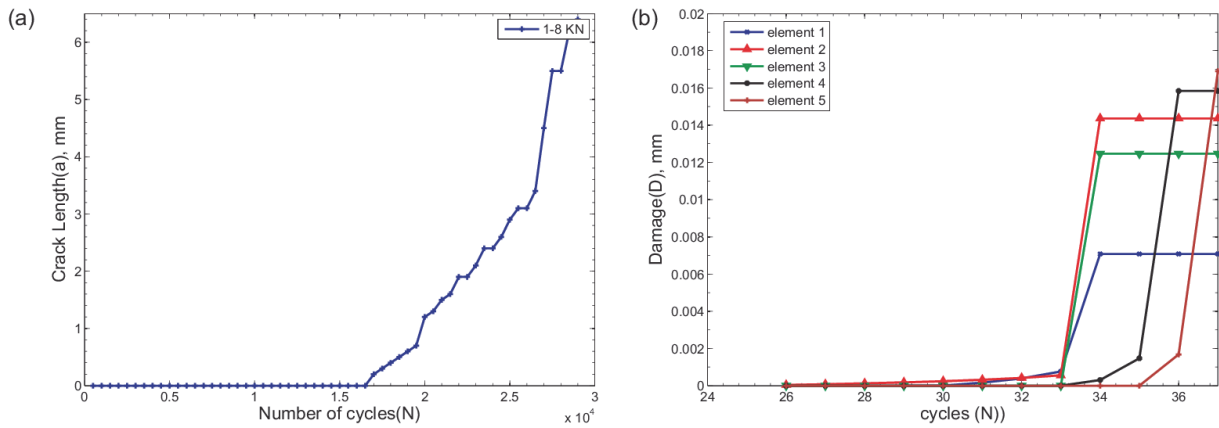 (a)
1-8 KN
Crack Length(a), mm
6
5
4
3
2
1
0
0 0.5 1 1.5 2 2.5 3
Number of cycles(N)
x 10⁴
(b)
element 1
element 2
element 3
element 4
element 5
Damage(D), mm
0.02
0.018
0.016
0.014
0.012
0.01
0.008
0.006
0.004
0.002
0
24 26 28 30 32 34 36
cycles (N))